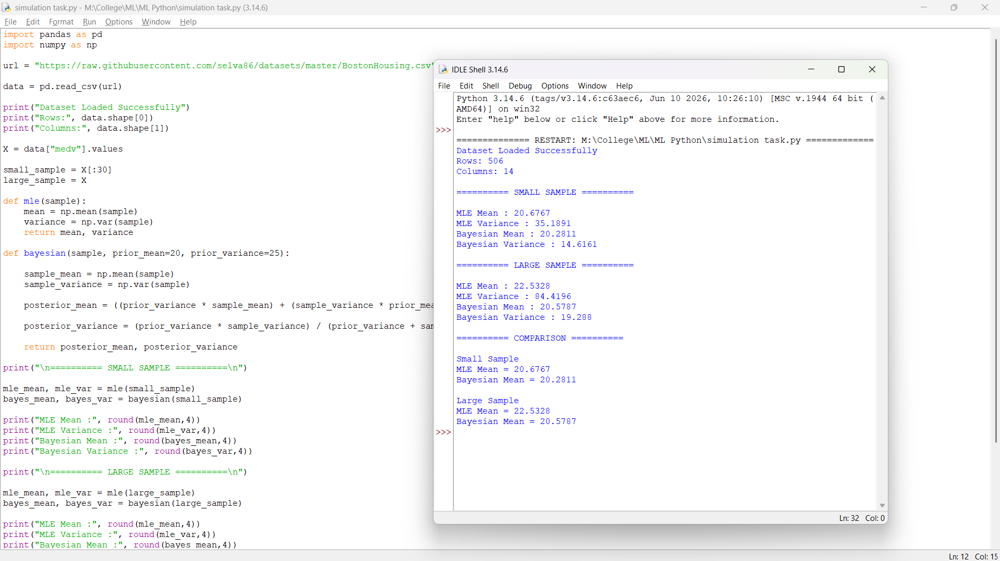 simulation task.py - M:\College\ML\ML Python\simulation task.py (3.14.6)
File Edit Format Run Options Window Help
import pandas as pd
import numpy as np
url = "https://raw.githubusercontent.com/selva86/datasets/master/BostonHousing.csv"
data = pd.read_csv(url)
print("Dataset Loaded Successfully")
print("Rows:", data.shape[0])
print("Columns:", data.shape[1])
X = data["medv"].values
small_sample = X[:30]
large_sample = X
def mle(sample):
    mean = np.mean(sample)
    variance = np.var(sample)
    return mean, variance
def bayesian(sample, prior_mean=20, prior_variance=25):
    sample_mean = np.mean(sample)
    sample_variance = np.var(sample)
    posterior_mean = ((prior_variance * sample_mean) + (sample_variance * prior_mea
    posterior_variance = (prior_variance * sample_variance) / (prior_variance + sam
    return posterior_mean, posterior_variance
print("\n========== SMALL SAMPLE ==========\n")
mle_mean, mle_var = mle(small_sample)
bayes_mean, bayes_var = bayesian(small_sample)
print("MLE Mean :", round(mle_mean,4))
print("MLE Variance :", round(mle_var,4))
print("Bayesian Mean :", round(bayes_mean,4))
print("Bayesian Variance :", round(bayes_var,4))
print("\n========== LARGE SAMPLE ==========\n")
mle_mean, mle_var = mle(large_sample)
bayes_mean, bayes_var = bayesian(large_sample)
print("MLE Mean :", round(mle_mean,4))
print("MLE Variance :", round(mle_var,4))
print("Bayesian Mean :", round(bayes_mean,4))
Ln: 12 Col: 15
IDLE Shell 3.14.6
File Edit Shell Debug Options Window Help
Python 3.14.6 (tags/v3.14.6:c63aec6, Jun 10 2026, 10:26:10) [MSC v.1944 64 bit (
AMD64)] on win32
Enter "help" below or click "Help" above for more information.
>>>
============== RESTART: M:\College\ML\ML Python\simulation task.py =============
Dataset Loaded Successfully
Rows: 506
Columns: 14
========== SMALL SAMPLE ==========
MLE Mean : 20.6767
MLE Variance : 35.1891
Bayesian Mean : 20.2811
Bayesian Variance : 14.6161
========== LARGE SAMPLE ==========
MLE Mean : 22.5328
MLE Variance : 84.4196
Bayesian Mean : 20.5787
Bayesian Variance : 19.288
========== COMPARISON ==========
Small Sample
MLE Mean = 20.6767
Bayesian Mean = 20.2811
Large Sample
MLE Mean = 22.5328
Bayesian Mean = 20.5787
>>>
Ln: 32 Col: 0